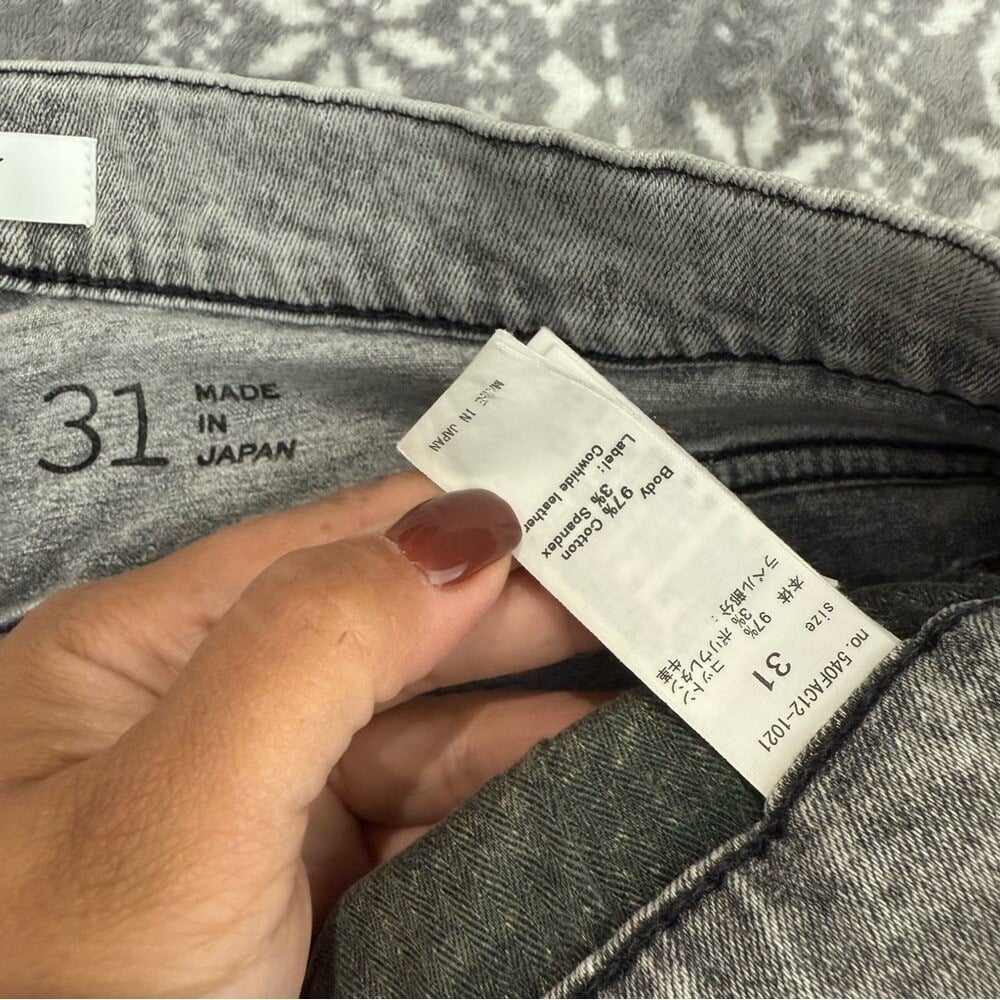 31
MADE
IN
JAPAN
no. 540FAC12-1021
size 31
本体 97% コットン
3% ポリウレタン
ラベル部分: 牛革
Body 97% Cotton
3% Spandex
Label: Cowhide leather
MAKE IN JAPAN